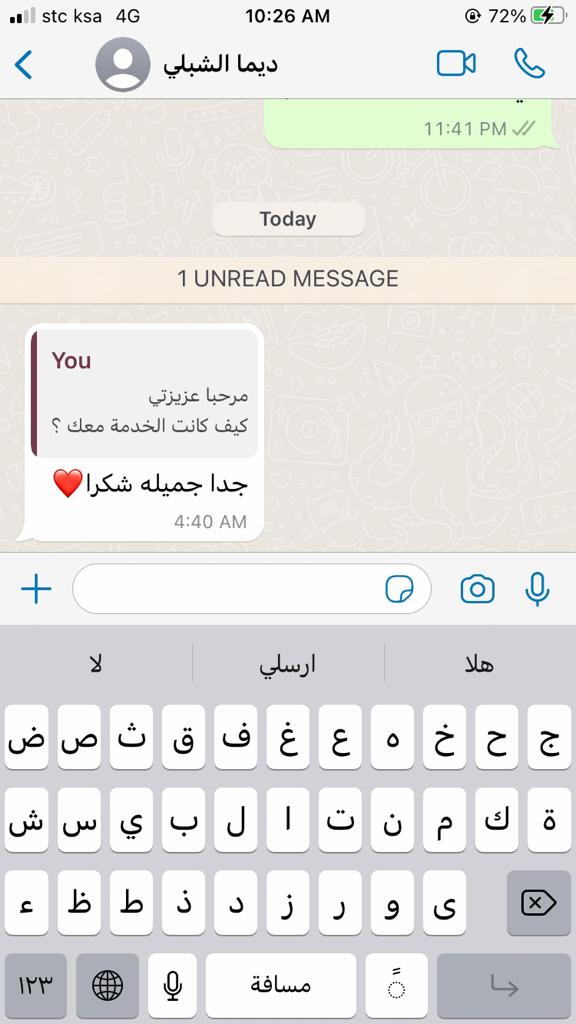 stc ksa 4G 10:26 AM 72%
ديما الشبلي
11:41 PM
Today
1 UNREAD MESSAGE
You
مرحبا عزيزتي
كيف كانت الخدمة معك ؟
جدا جميله شكرا❤️
4:40 AM
هلا ارسلي لا
ج ح خ ه ع غ ف ق ث ص ض
ة ك م ن ت ا ل ب ي س ش
ى و ر ز د ذ ط ظ ء
١٢٣ مسافة